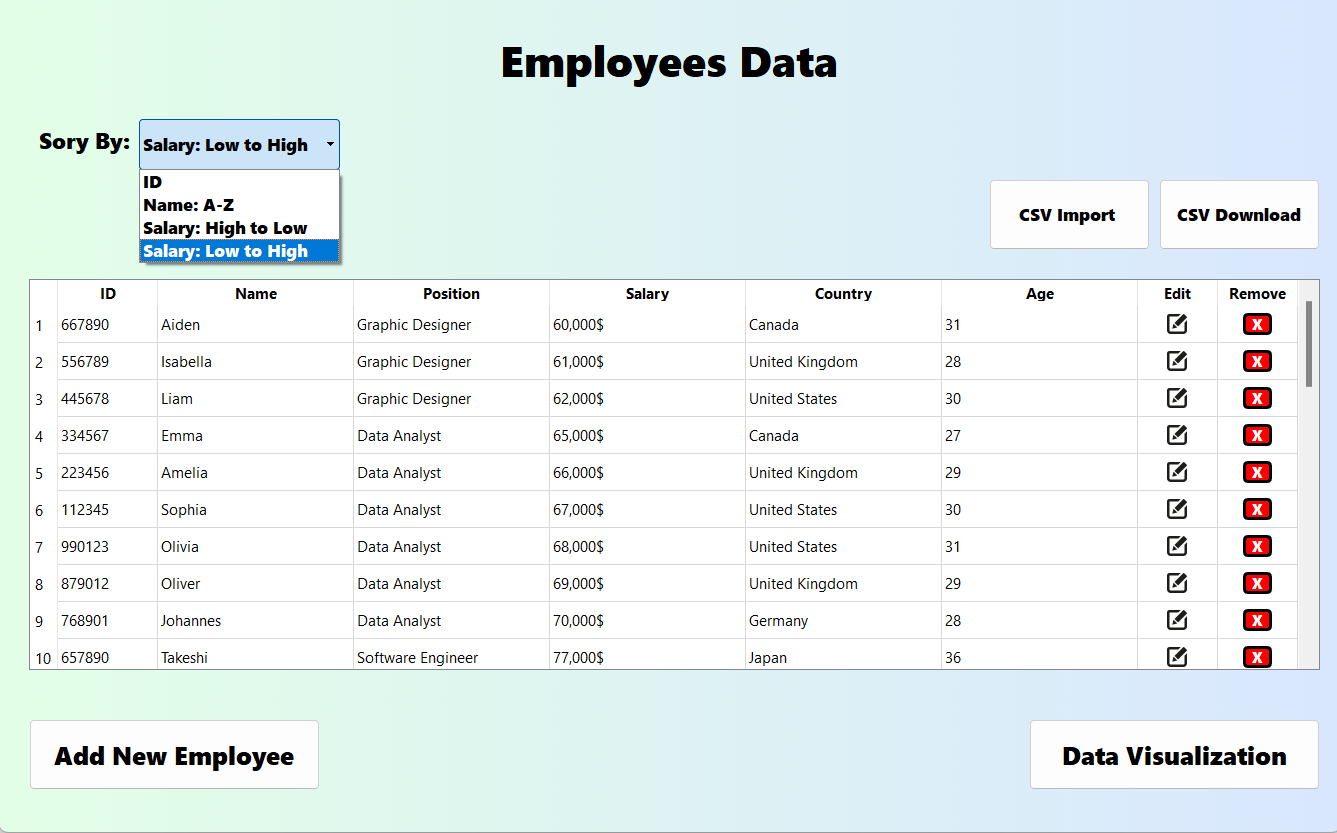 Employees Data
Sory By: Salary: Low to High
ID
Name: A-Z
Salary: High to Low
Salary: Low to High
CSV Import CSV Download
ID Name Position Salary Country Age Edit Remove
1 667890 Aiden Graphic Designer 60,000$ Canada 31 X
2 556789 Isabella Graphic Designer 61,000$ United Kingdom 28 X
3 445678 Liam Graphic Designer 62,000$ United States 30 X
4 334567 Emma Data Analyst 65,000$ Canada 27 X
5 223456 Amelia Data Analyst 66,000$ United Kingdom 29 X
6 112345 Sophia Data Analyst 67,000$ United States 30 X
7 990123 Olivia Data Analyst 68,000$ United States 31 X
8 879012 Oliver Data Analyst 69,000$ United Kingdom 29 X
9 768901 Johannes Data Analyst 70,000$ Germany 28 X
10 657890 Takeshi Software Engineer 77,000$ Japan 36 X
Add New Employee Data Visualization